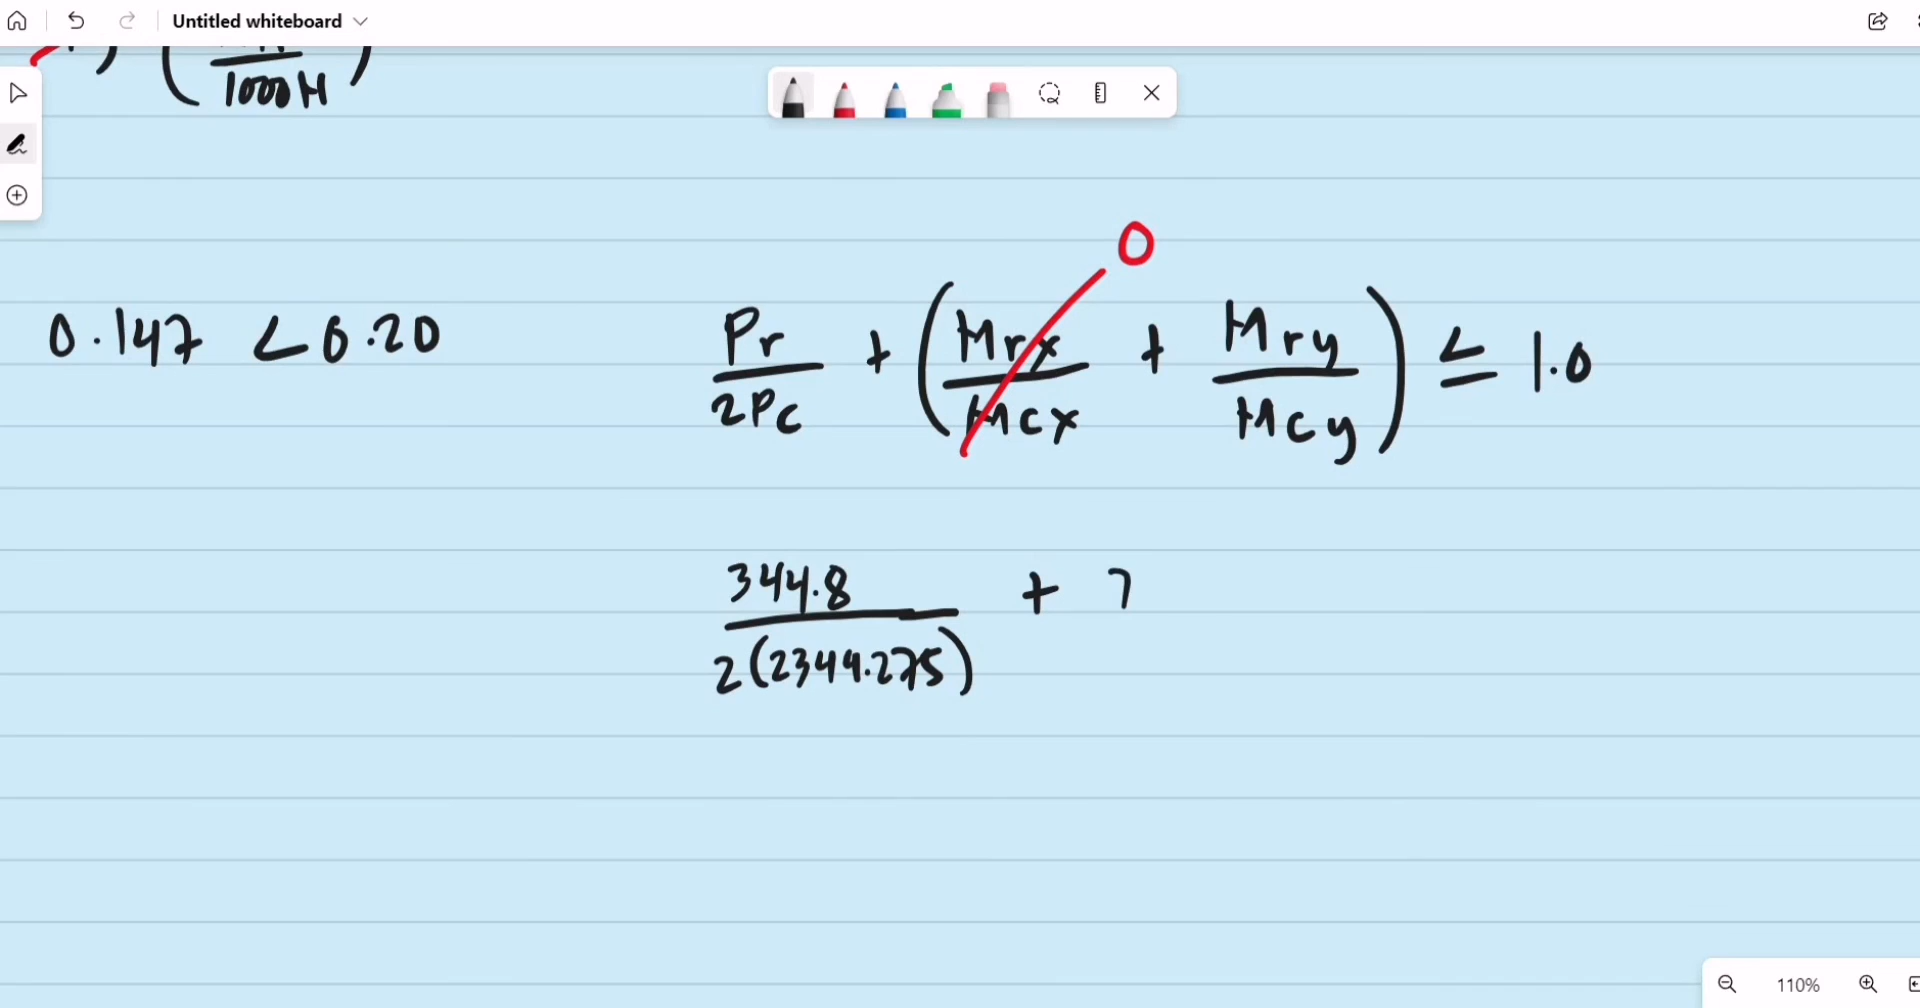 Untitled whiteboard
1000N
0.147 < 0.20
Pr/2Pc + (Mrx/Mcx + Mry/Mcy) ≤ 1.0
0
344.8/2(2344.275) + 7
110%